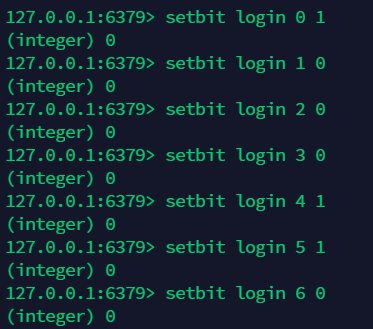 127.0.0.1:6379> setbit login 0 1
(integer) 0
127.0.0.1:6379> setbit login 1 0
(integer) 0
127.0.0.1:6379> setbit login 2 0
(integer) 0
127.0.0.1:6379> setbit login 3 0
(integer) 0
127.0.0.1:6379> setbit login 4 1
(integer) 0
127.0.0.1:6379> setbit login 5 1
(integer) 0
127.0.0.1:6379> setbit login 6 0
(integer) 0